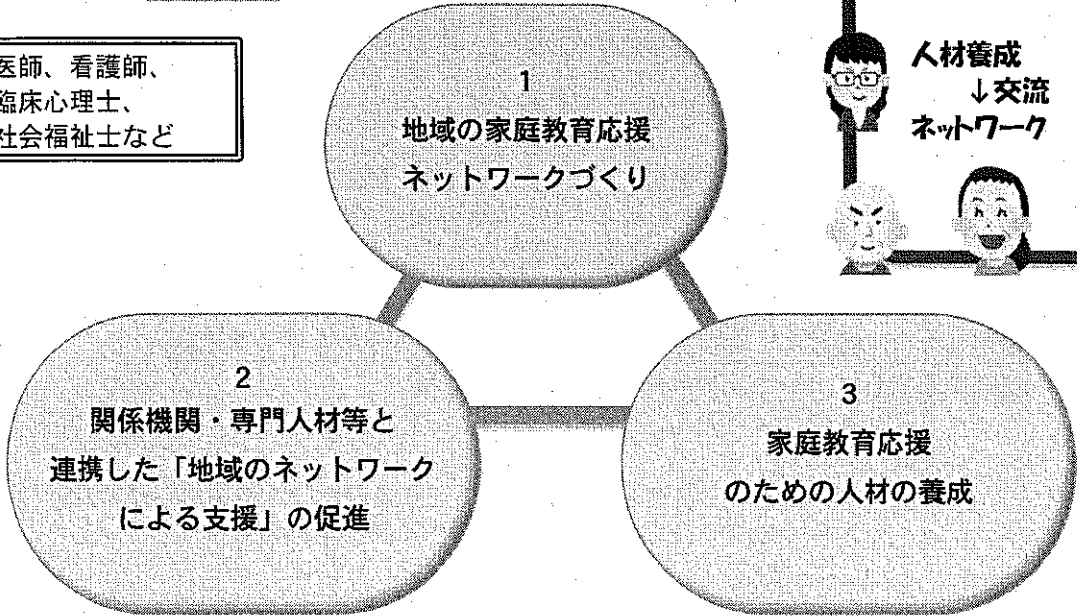 医師、看護師、
臨床心理士、
社会福祉士など
人材養成
↓交流
ネットワーク
1
地域の家庭教育応援
ネットワークづくり
2
関係機関・専門人材等と
連携した「地域のネットワーク
による支援」の促進
3
家庭教育応援
のための人材の養成